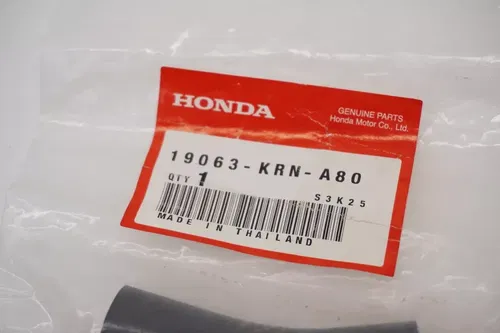 HONDA
GENUINE PARTS
Honda Motor Co., Ltd.
19063-KRN-A80
QTY 1
S3K25
MADE IN THAILAND